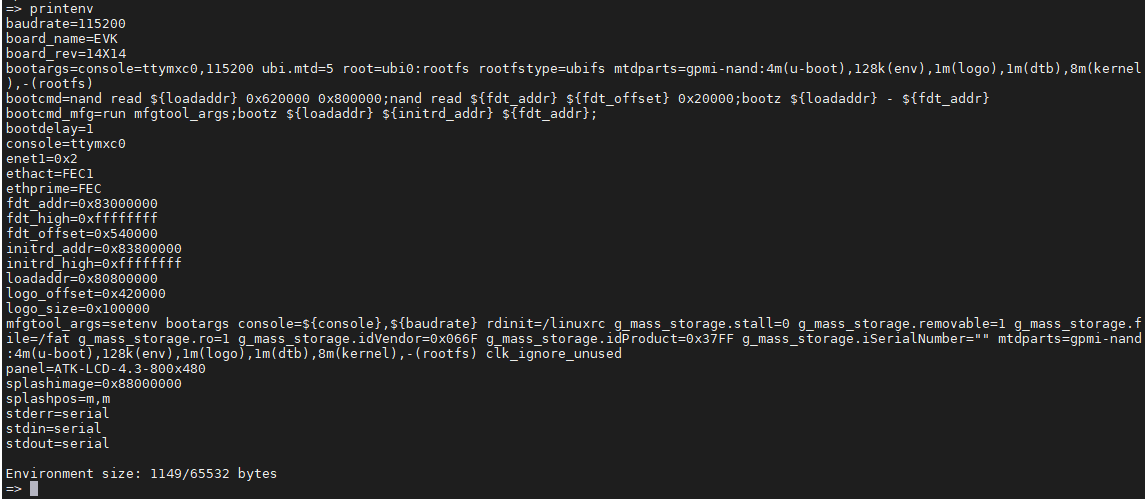 => printenv
baudrate=115200
board_name=EVK
board_rev=14X14
bootargs=console=ttymxc0,115200 ubi.mtd=5 root=ubi0:rootfs rootfstype=ubifs mtdparts=gpmi-nand:4m(u-boot),128k(env),1m(logo),1m(dtb),8m(kernel
),-(rootfs)
bootcmd=nand read ${loadaddr} 0x620000 0x800000;nand read ${fdt_addr} ${fdt_offset} 0x20000;bootz ${loadaddr} - ${fdt_addr}
bootcmd_mfg=run mfgtool_args;bootz ${loadaddr} ${initrd_addr} ${fdt_addr};
bootdelay=1
console=ttymxc0
enet1=0x2
ethact=FEC1
ethprime=FEC
fdt_addr=0x83000000
fdt_high=0xffffffff
fdt_offset=0x540000
initrd_addr=0x83800000
initrd_high=0xffffffff
loadaddr=0x80800000
logo_offset=0x420000
logo_size=0x100000
mfgtool_args=setenv bootargs console=${console},${baudrate} rdinit=/linuxrc g_mass_storage.stall=0 g_mass_storage.removable=1 g_mass_storage.f
ile=/fat g_mass_storage.ro=1 g_mass_storage.idVendor=0x066F g_mass_storage.idProduct=0x37FF g_mass_storage.iSerialNumber="" mtdparts=gpmi-nand
:4m(u-boot),128k(env),1m(logo),1m(dtb),8m(kernel),-(rootfs) clk_ignore_unused
panel=ATK-LCD-4.3-800x480
splashimage=0x88000000
splashpos=m,m
stderr=serial
stdin=serial
stdout=serial
Environment size: 1149/65532 bytes
=>